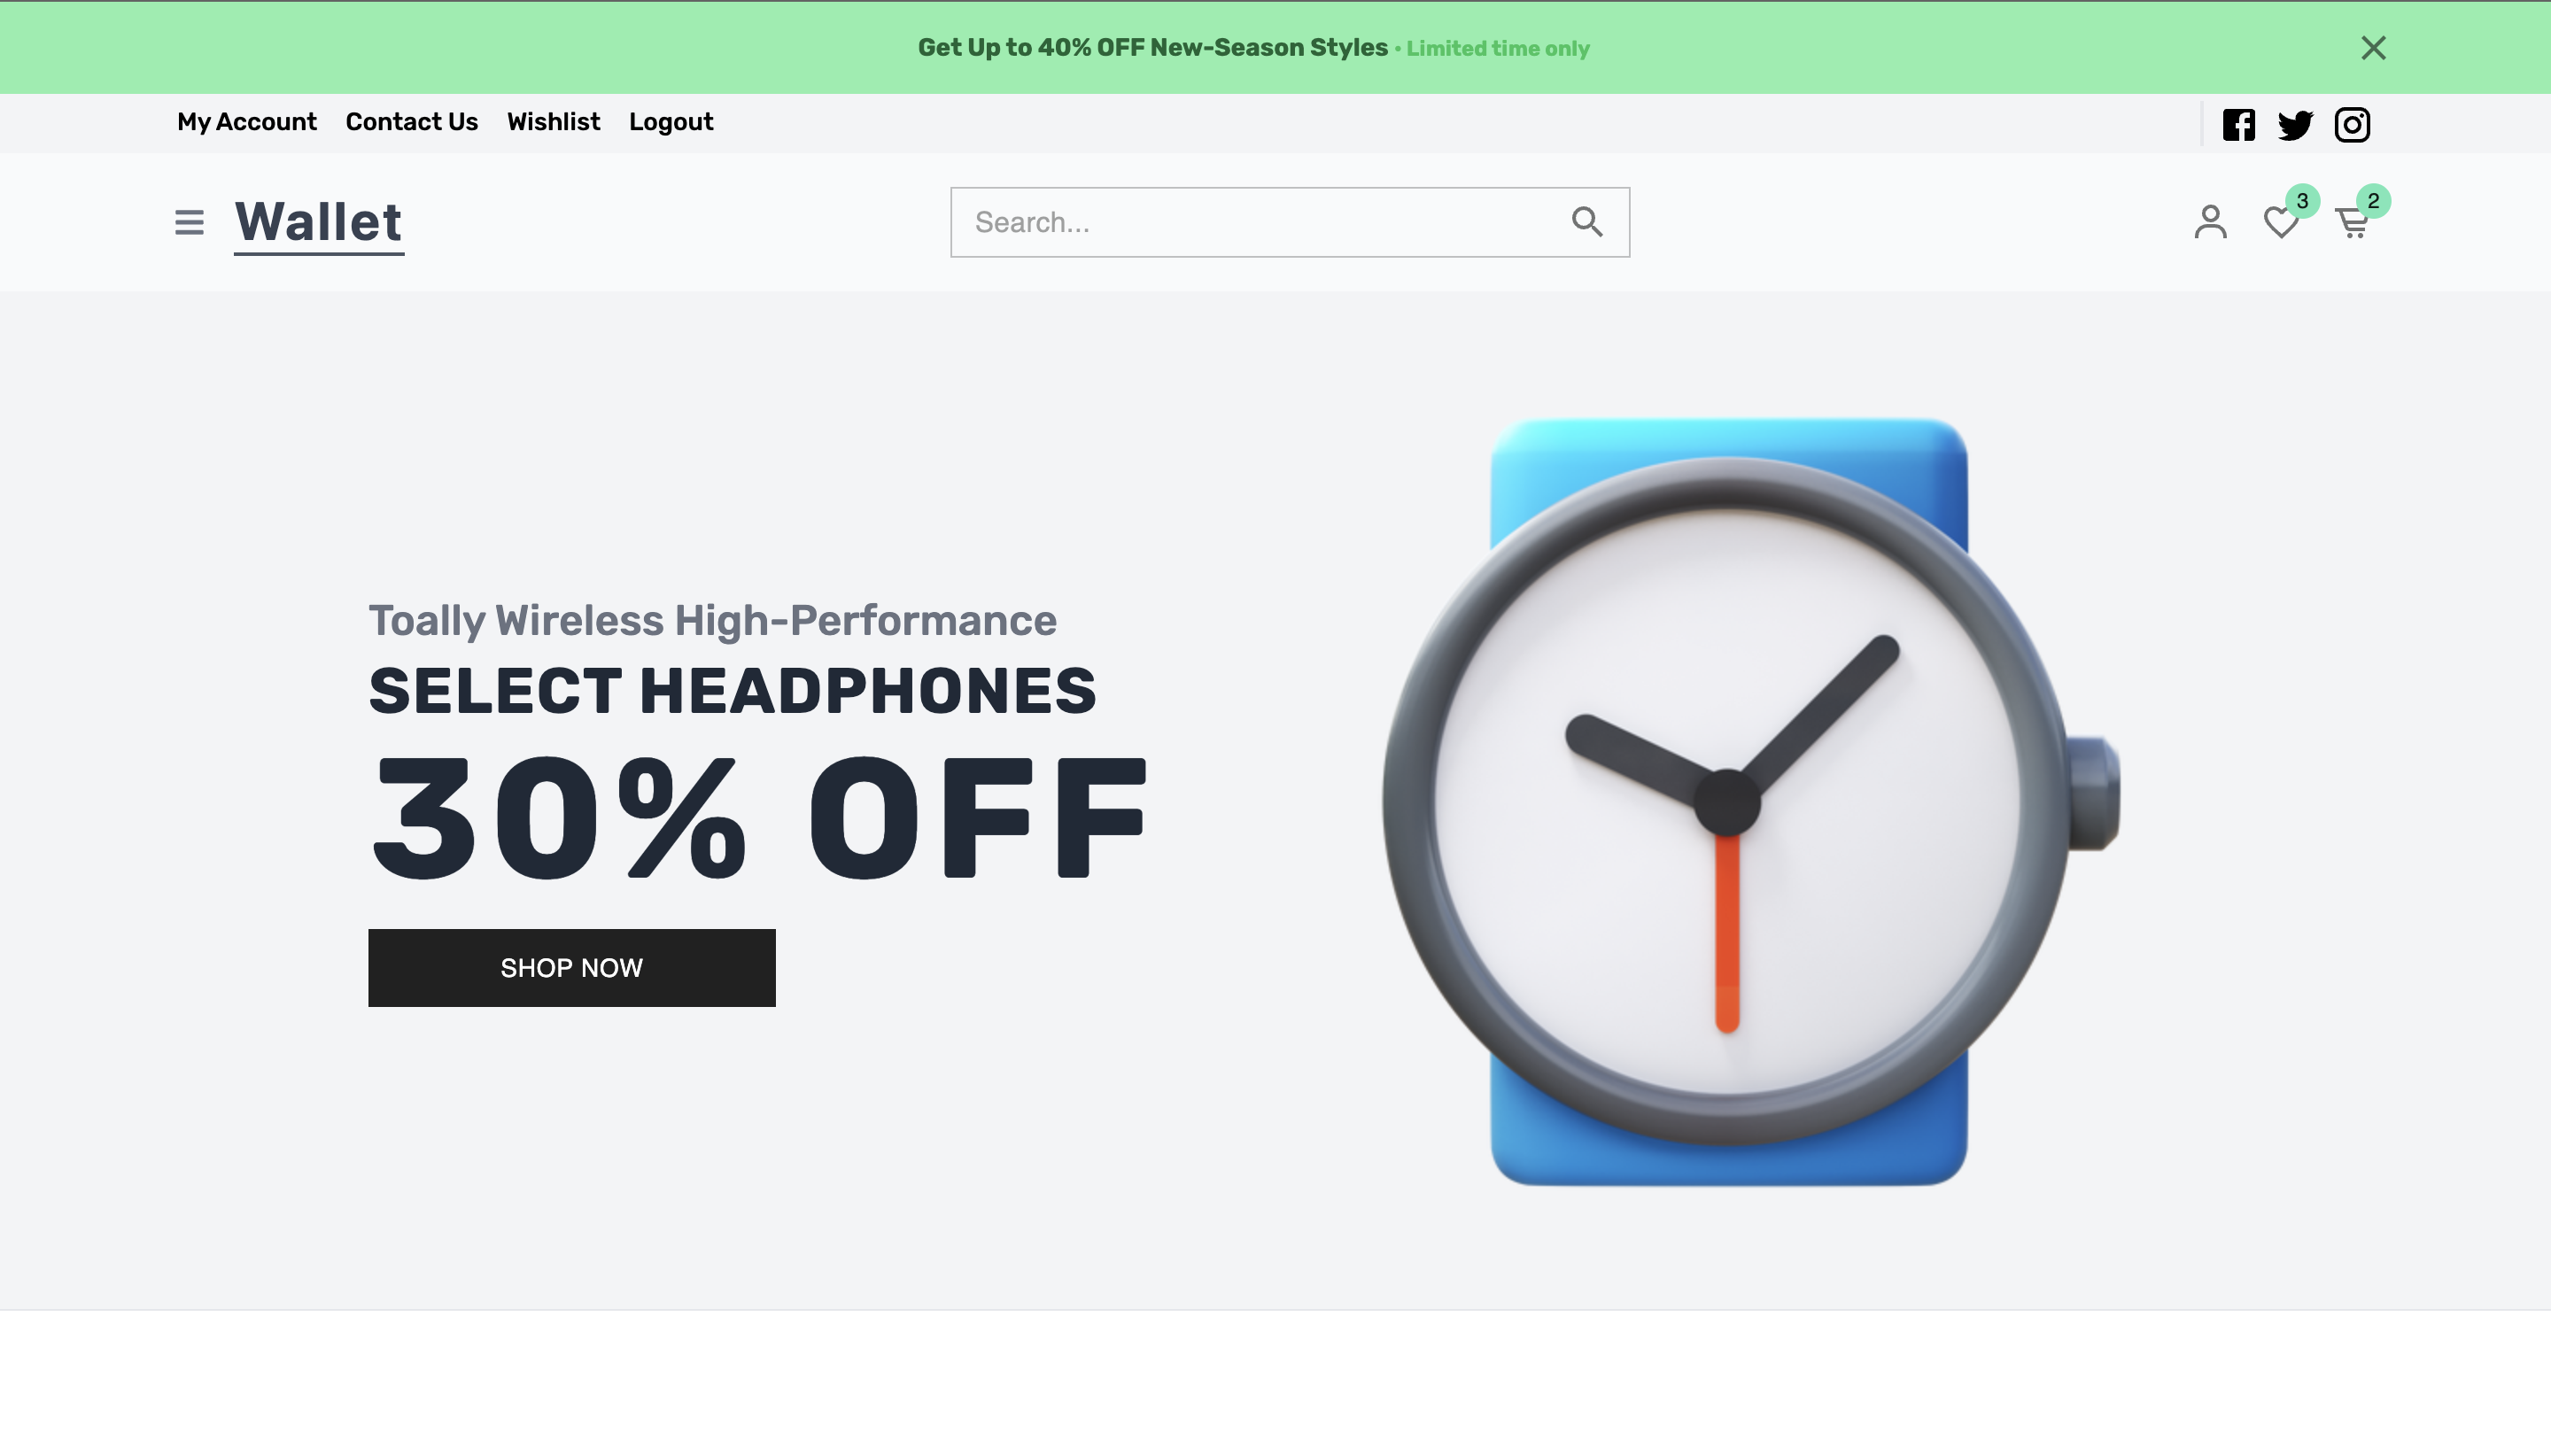 Get Up to 40% OFF New-Season Styles • Limited time only
My Account Contact Us Wishlist Logout
Wallet
Search...
3
2
Toally Wireless High-Performance
SELECT HEADPHONES
30% OFF
SHOP NOW